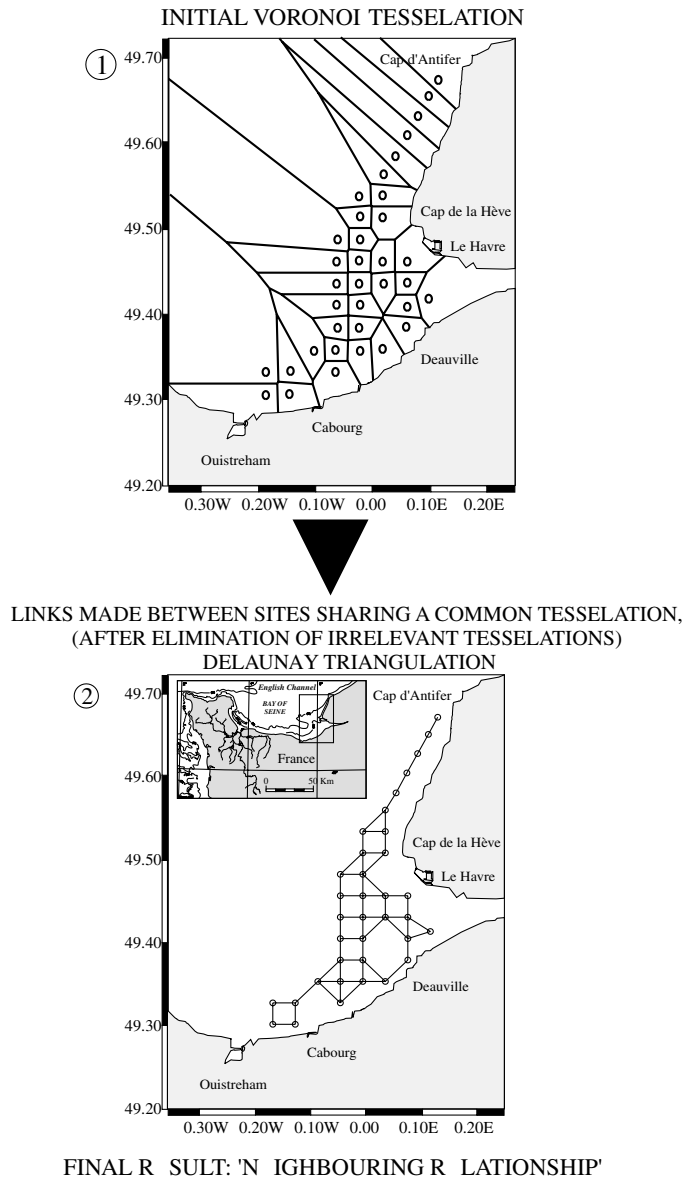 INITIAL VORONOI TESSELATION
1
49.70
49.60
49.50
49.40
49.30
49.20
Cap d'Antifer
Cap de la Hève
Le Havre
Deauville
Cabourg
Ouistreham
0.30W 0.20W 0.10W 0.00 0.10E 0.20E
LINKS MADE BETWEEN SITES SHARING A COMMON TESSELATION,
(AFTER ELIMINATION OF IRRELEVANT TESSELATIONS)
DELAUNAY TRIANGULATION
2
49.70
49.60
49.50
49.40
49.30
49.20
English Channel
BAY OF
SEINE
France
0 50 Km
Cap d'Antifer
Cap de la Hève
Le Havre
Deauville
Cabourg
Ouistreham
0.30W 0.20W 0.10W 0.00 0.10E 0.20E
FINAL R SULT: 'N IGHBOURING R LATIONSHIP'